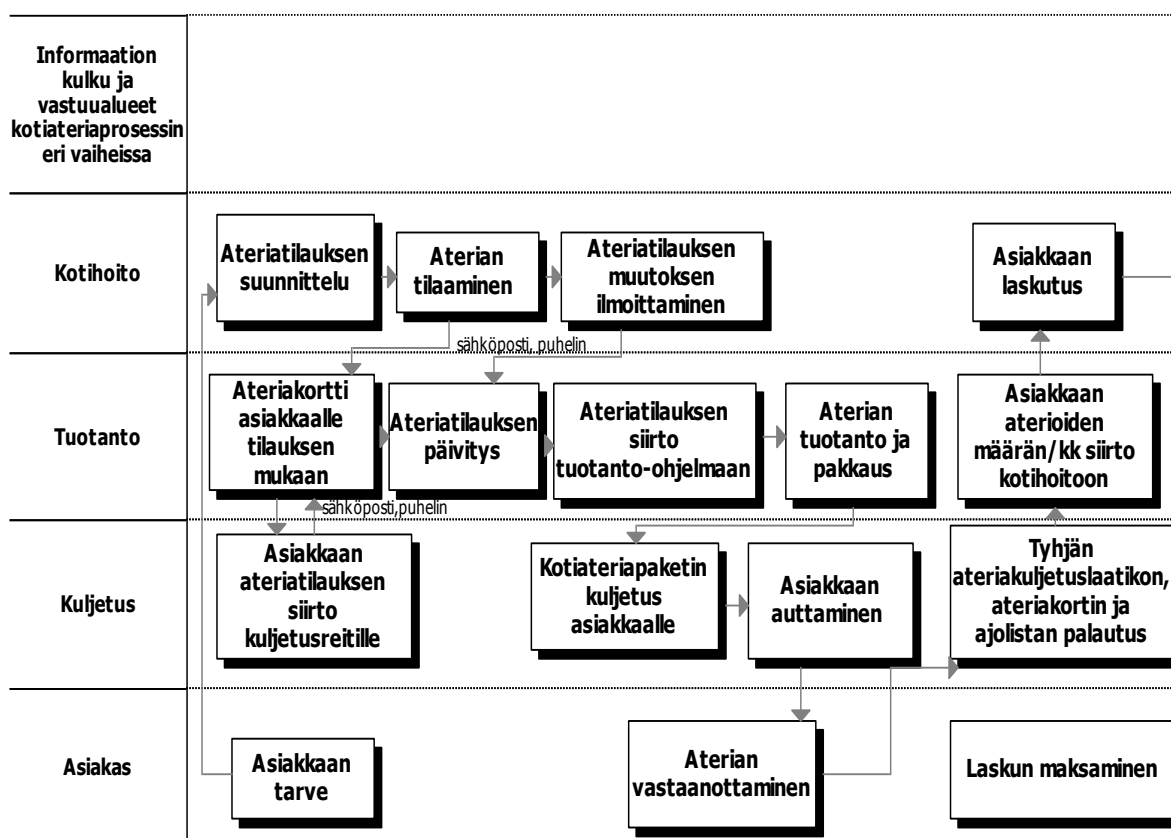 Informaation
kulku ja
vastuualueet
kotiateriaprosessin
eri vaiheissa
Kotihoito
Ateriatilauksen
suunnittelu
Aterian
tilaaminen
Ateriatilauksen
muutoksen
ilmoittaminen
Asiakkaan
laskutus
sähköposti, puhelin
Tuotanto
Ateriakortti
asiakkaalle
tilauksen
mukaan
Ateriatilauksen
päivitys
Ateriatilauksen
siirto
tuotanto-ohjelmaan
Aterian
tuotanto ja
pakkaus
Asiakkaan
aterioiden
määrän/kk siirto
kotihoitoon
sähköposti,puhelin
Kuljetus
Asiakkaan
ateriatilauksen
siirto
kuljetusreitille
Kotiateriapaketin
kuljetus
asiakkaalle
Asiakkaan
auttaminen
Tyhjän
ateriakuljetuslaatikon,
ateriakortin ja
ajolistan palautus
Asiakas
Asiakkaan
tarve
Aterian
vastaanottaminen
Laskun maksaminen